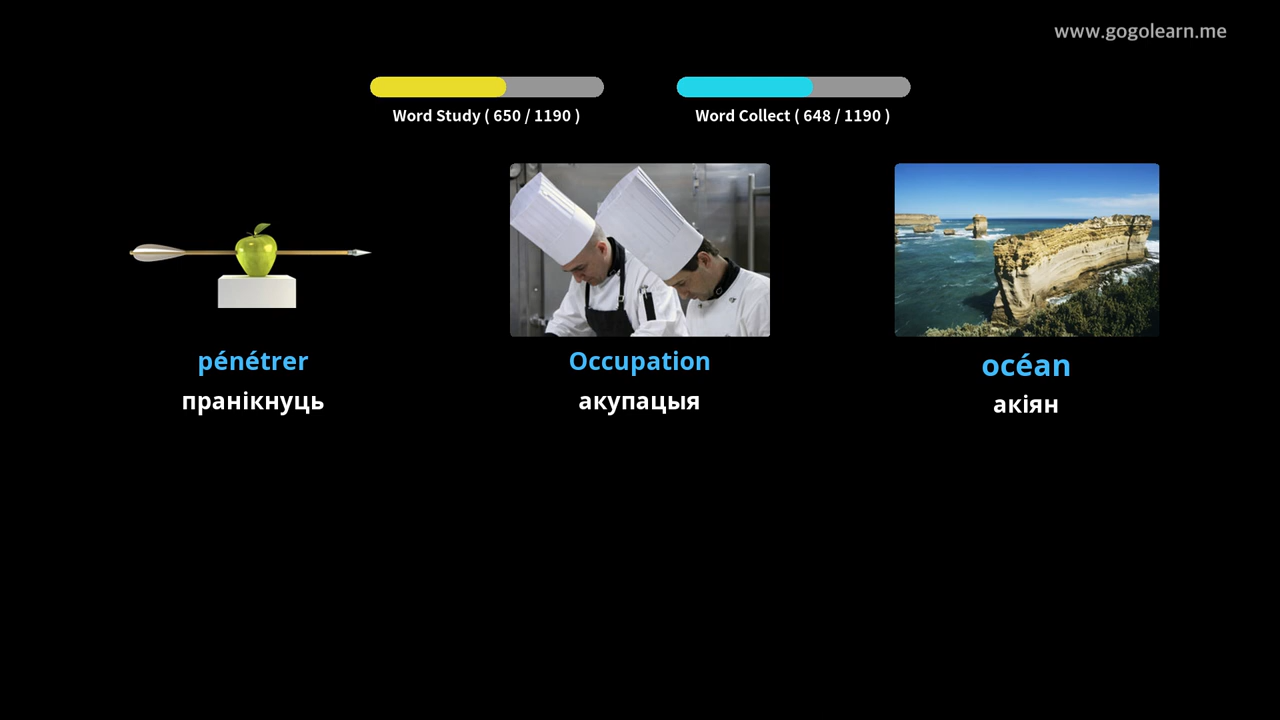 www.gogolearn.me
Word Study ( 650 / 1190 )
Word Collect ( 648 / 1190 )
pénétrer
пранікнуць
Occupation
акупацыя
océan
акіян